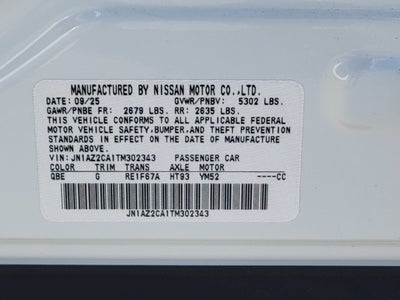 MANUFACTURED BY NISSAN MOTOR CO.,LTD.
DATE: 09/25 GVWR/PNBV: 5302 LBS.
GAWR/PNBE FR: 2679 LBS. RR: 2635 LBS.
THIS VEHICLE CONFORMS TO ALL APPLICABLE FEDERAL
MOTOR VEHICLE SAFETY,BUMPER,AND THEFT PREVENTION
STANDARDS IN EFFECT ON THE DATE OF MANUFACTURE
SHOWN ABOVE.
VIN:JN1AZ2CA1TM302343 PASSENGER CAR
COLOR TRIM TRANS AXLE MOTOR
QBE G RE1F67A HT93 YM52 ----CC
JN1AZ2CA1TM302343